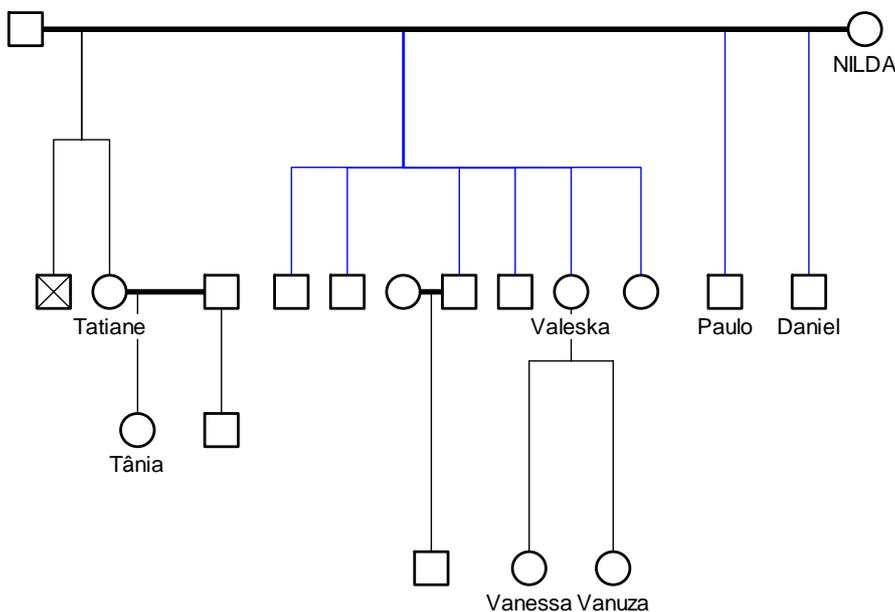 NILDA
Tatiane
Valeska
Paulo
Daniel
Tânia
Vanessa
Vanuza